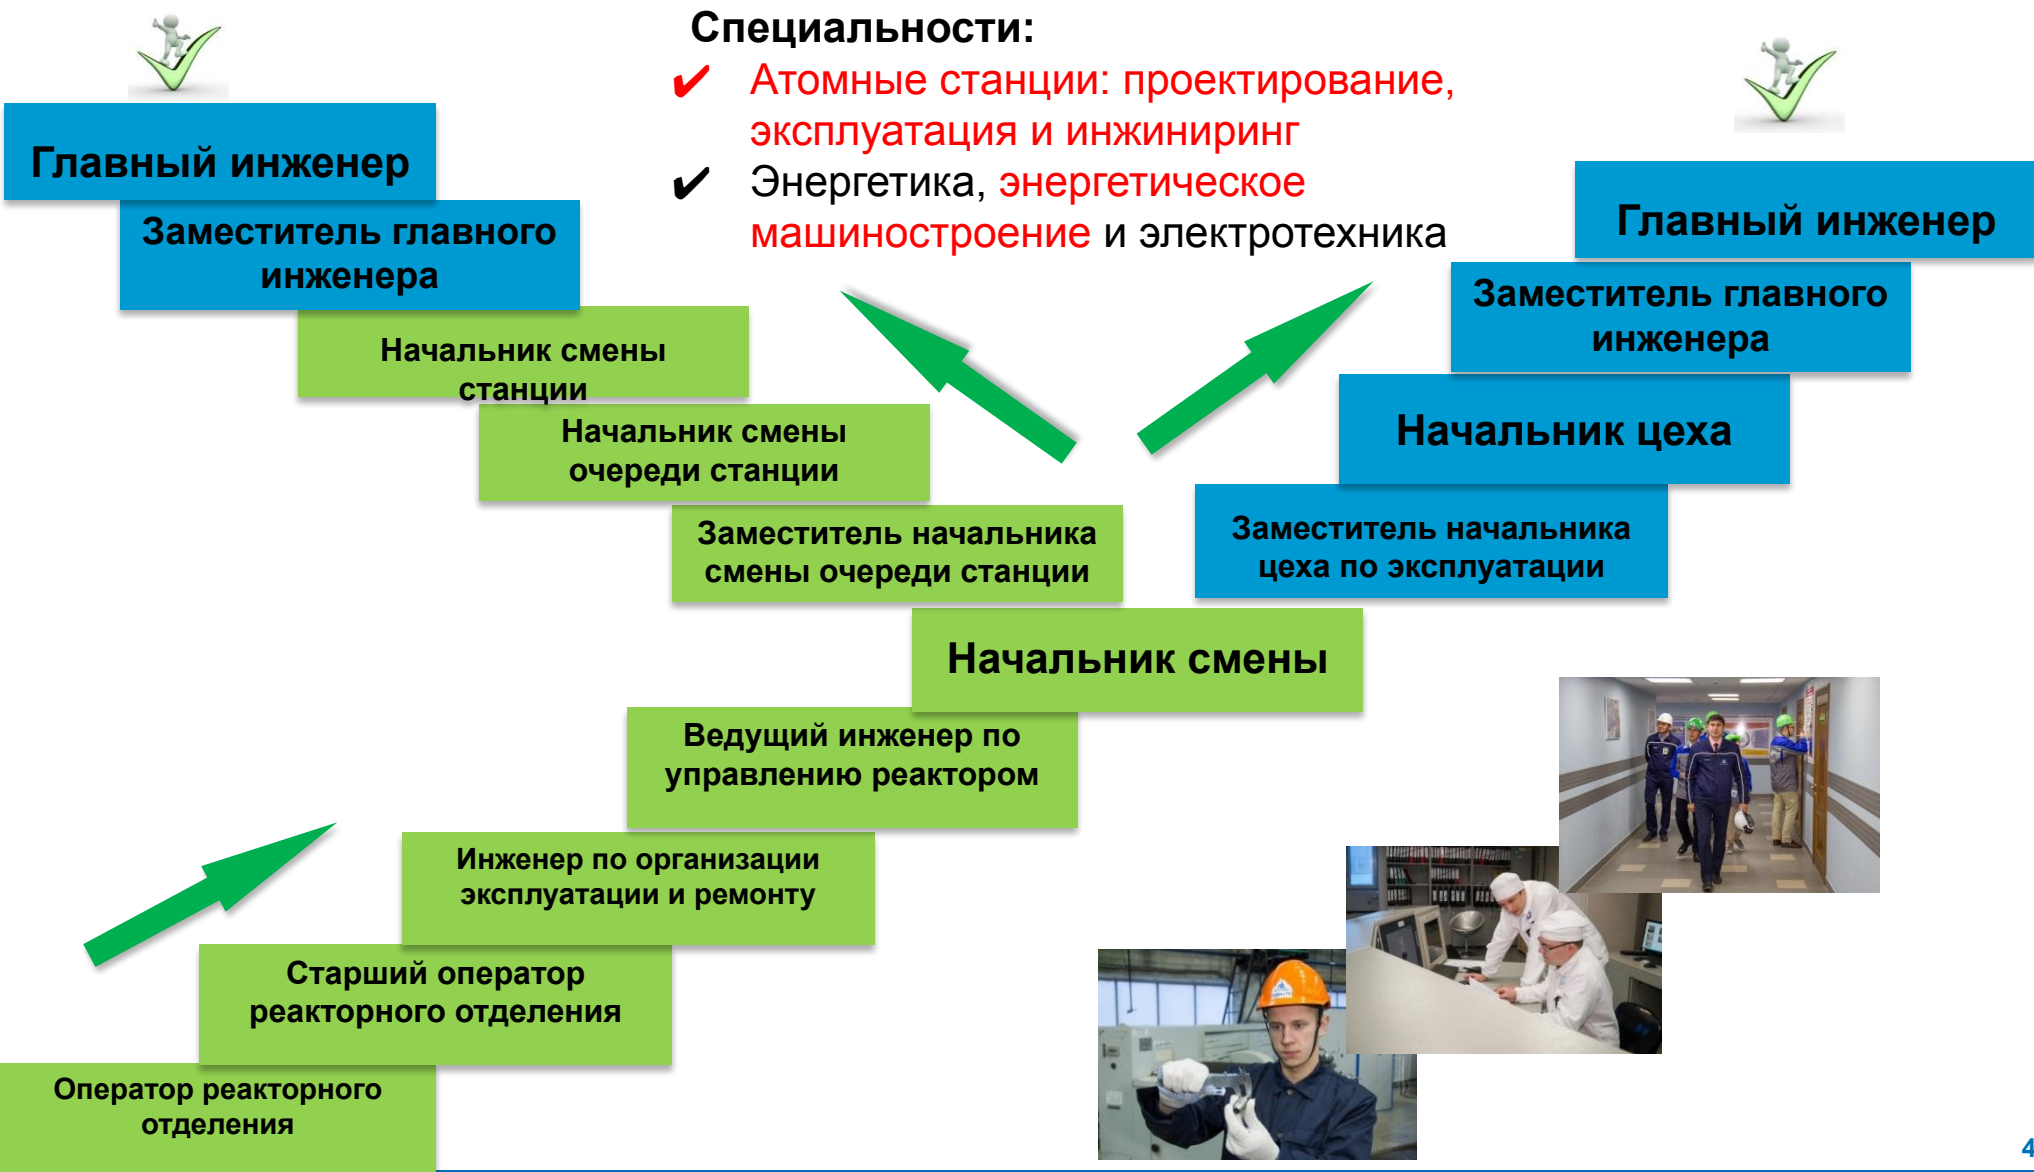 Специальности:
✔ Атомные станции: проектирование,
эксплуатация и инжиниринг
✔ Энергетика, энергетическое
машиностроение и электротехника
Главный инженер
Заместитель главного
инженера
Начальник смены
станции
Начальник смены
очереди станции
Заместитель начальника
смены очереди станции
Главный инженер
Заместитель главного
инженера
Начальник цеха
Заместитель начальника
цеха по эксплуатации
Начальник смены
Ведущий инженер по
управлению реактором
Инженер по организации
эксплуатации и ремонту
Старший оператор
реакторного отделения
Оператор реакторного
отделения
4